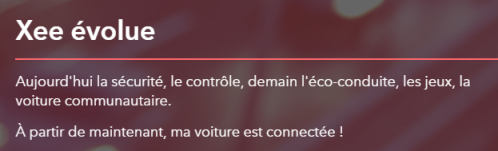 Xee évolue
Aujourd'hui la sécurité, le contrôle, demain l'éco-conduite, les jeux, la
voiture communautaire.
À partir de maintenant, ma voiture est connectée !